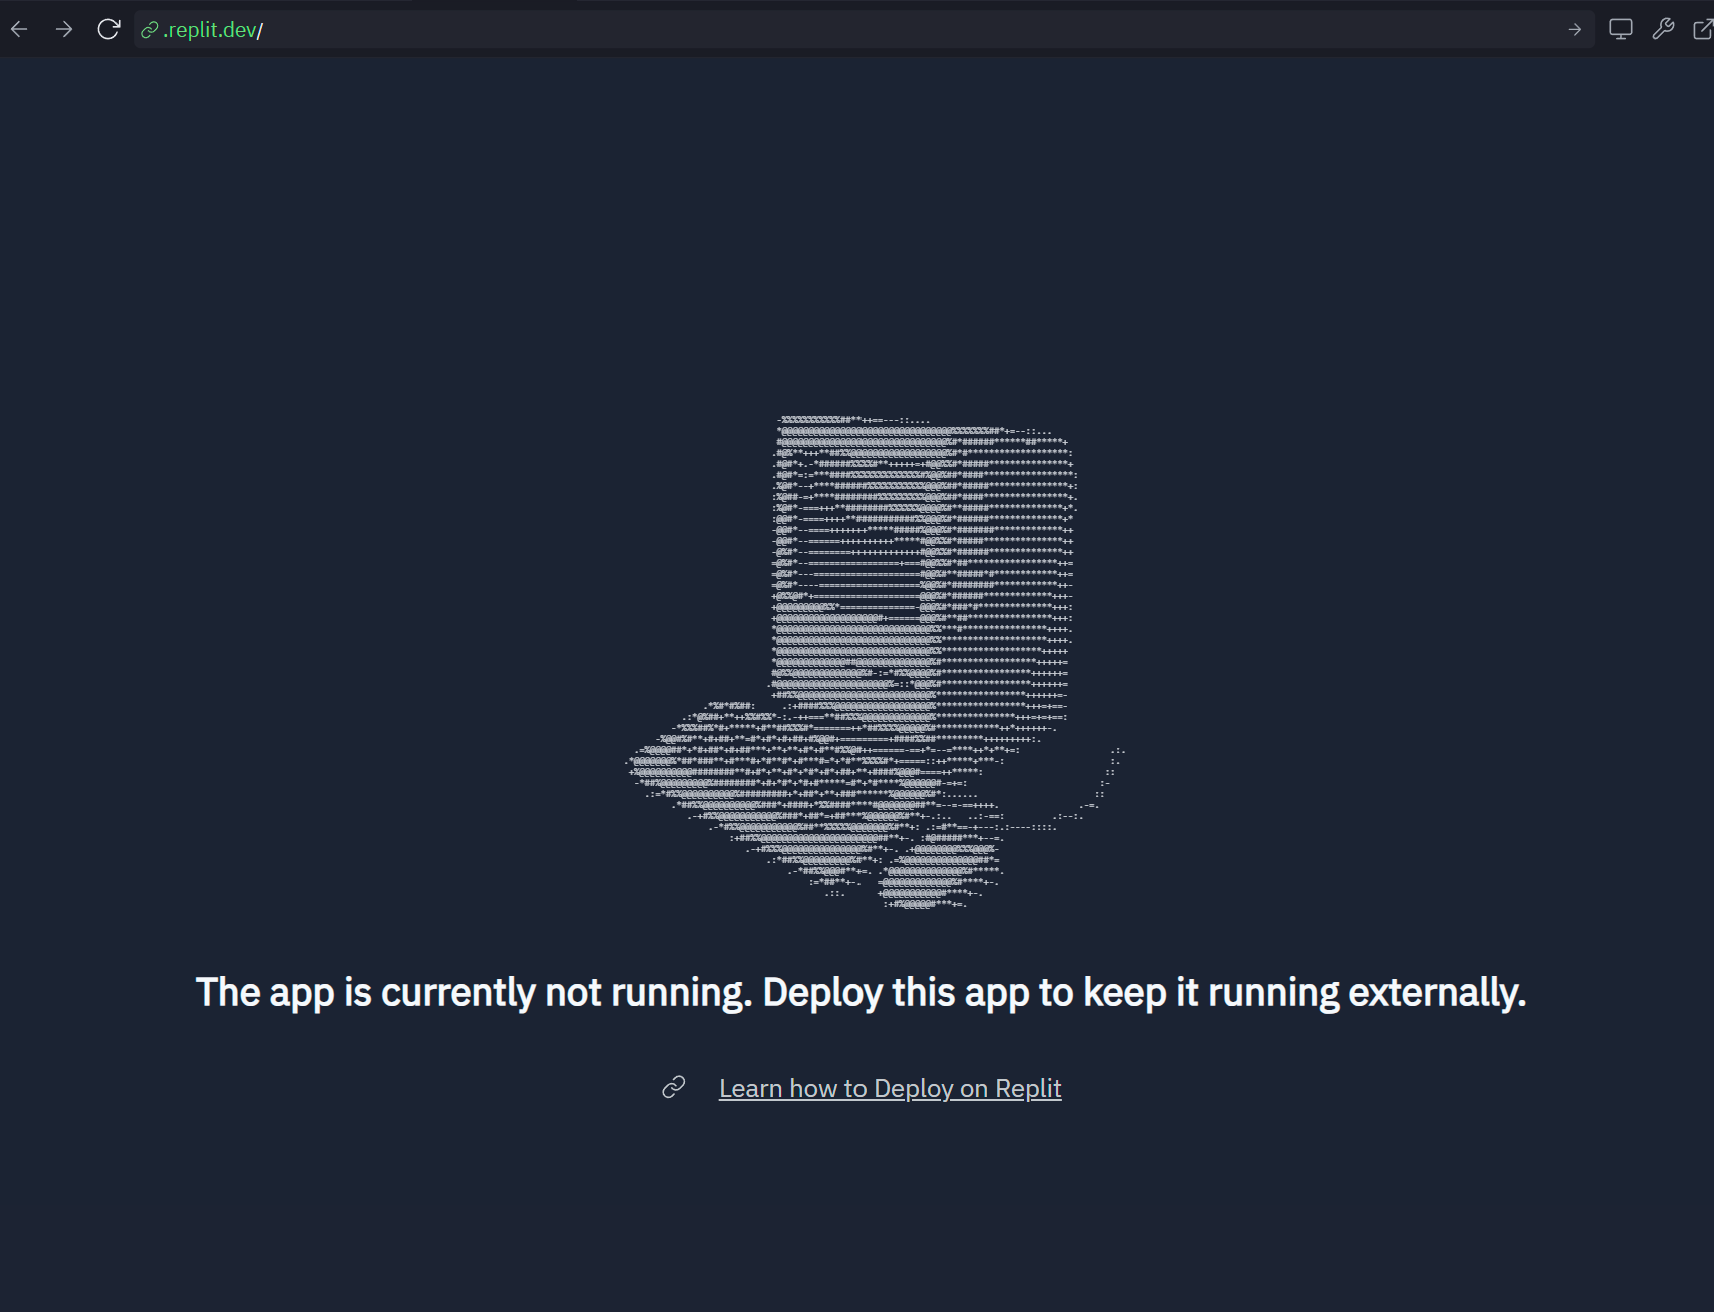 .replit.dev/
The app is currently not running. Deploy this app to keep it running externally.
Learn how to Deploy on Replit